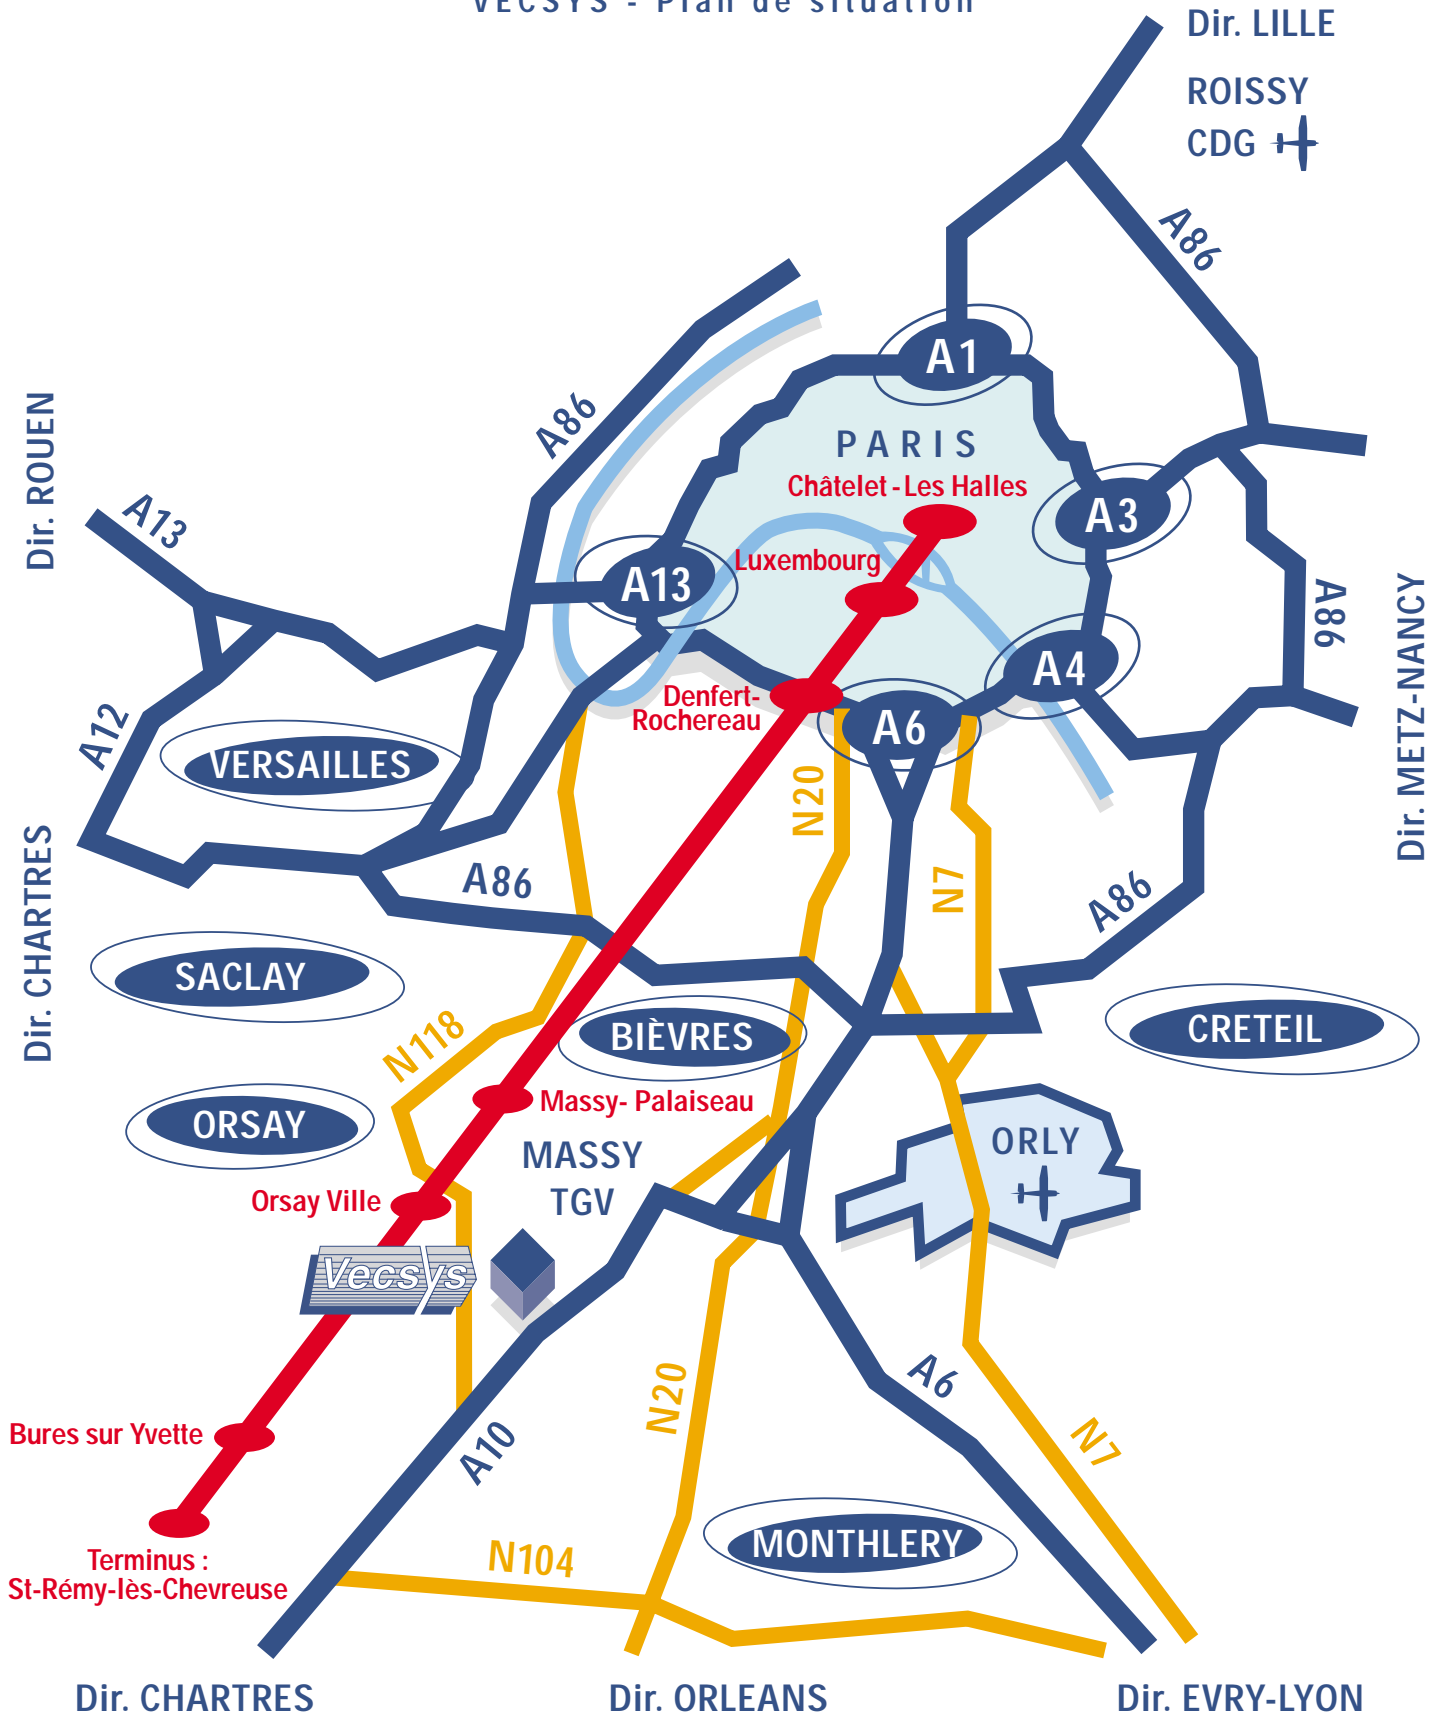 VECSYS - Plan de situation
Dir. LILLE
ROISSY
CDG
A86
A1
A86
Dir. ROUEN
PARIS
Châtelet - Les Halles
A13
A3
Luxembourg
A13
A86
Dir. METZ-NANCY
A4
Denfert-
Rochereau
A12
A6
VERSAILLES
N20
Dir. CHARTRES
A86
N7
A86
SACLAY
N118
BIÈVRES
CRETEIL
Massy- Palaiseau
ORSAY
MASSY
TGV
ORLY
Orsay Ville
Vecsys
A6
N20
Bures sur Yvette
A10
N7
MONTHLERY
N104
Terminus :
St-Rémy-lès-Chevreuse
Dir. CHARTRES
Dir. ORLEANS
Dir. EVRY-LYON